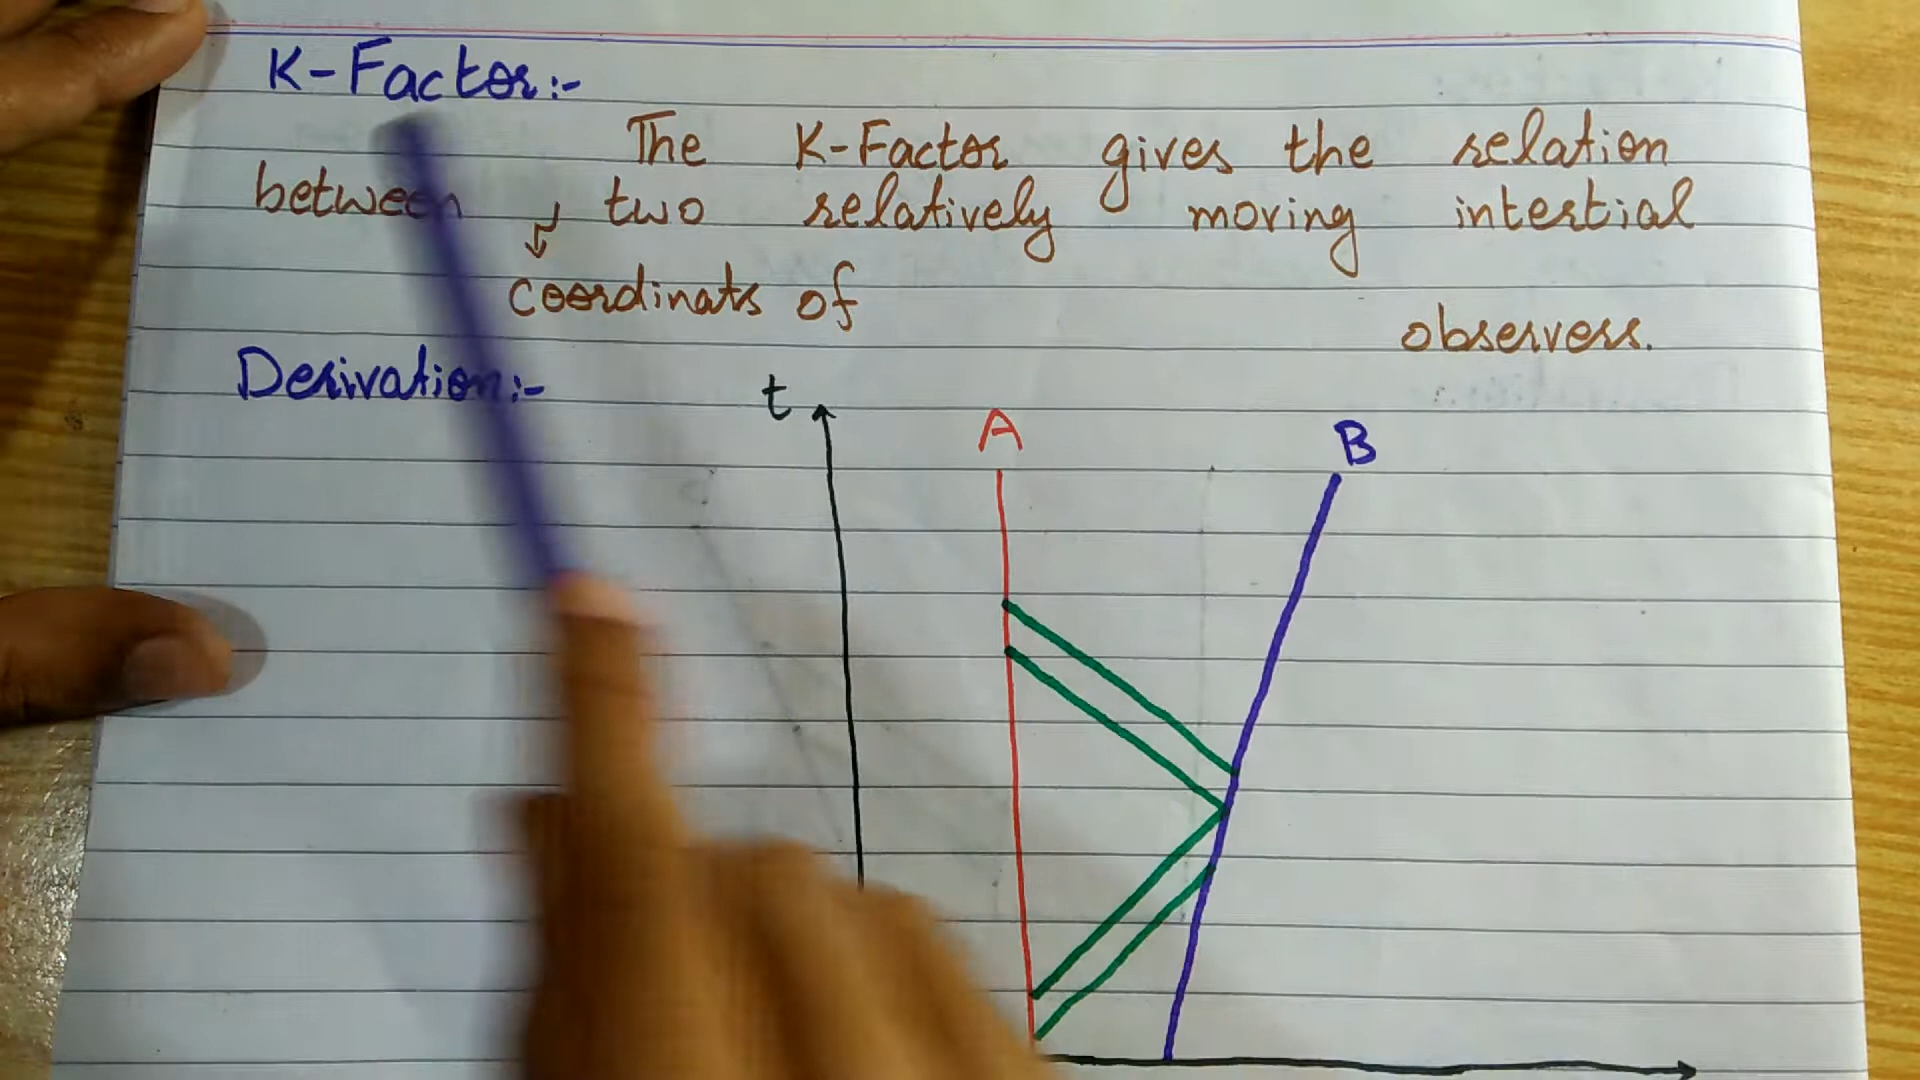 K-Factor:-
The K-Factor gives the relation
between two relatively moving intertial
coordinats of
observers.
Derivation:-
t
A
B